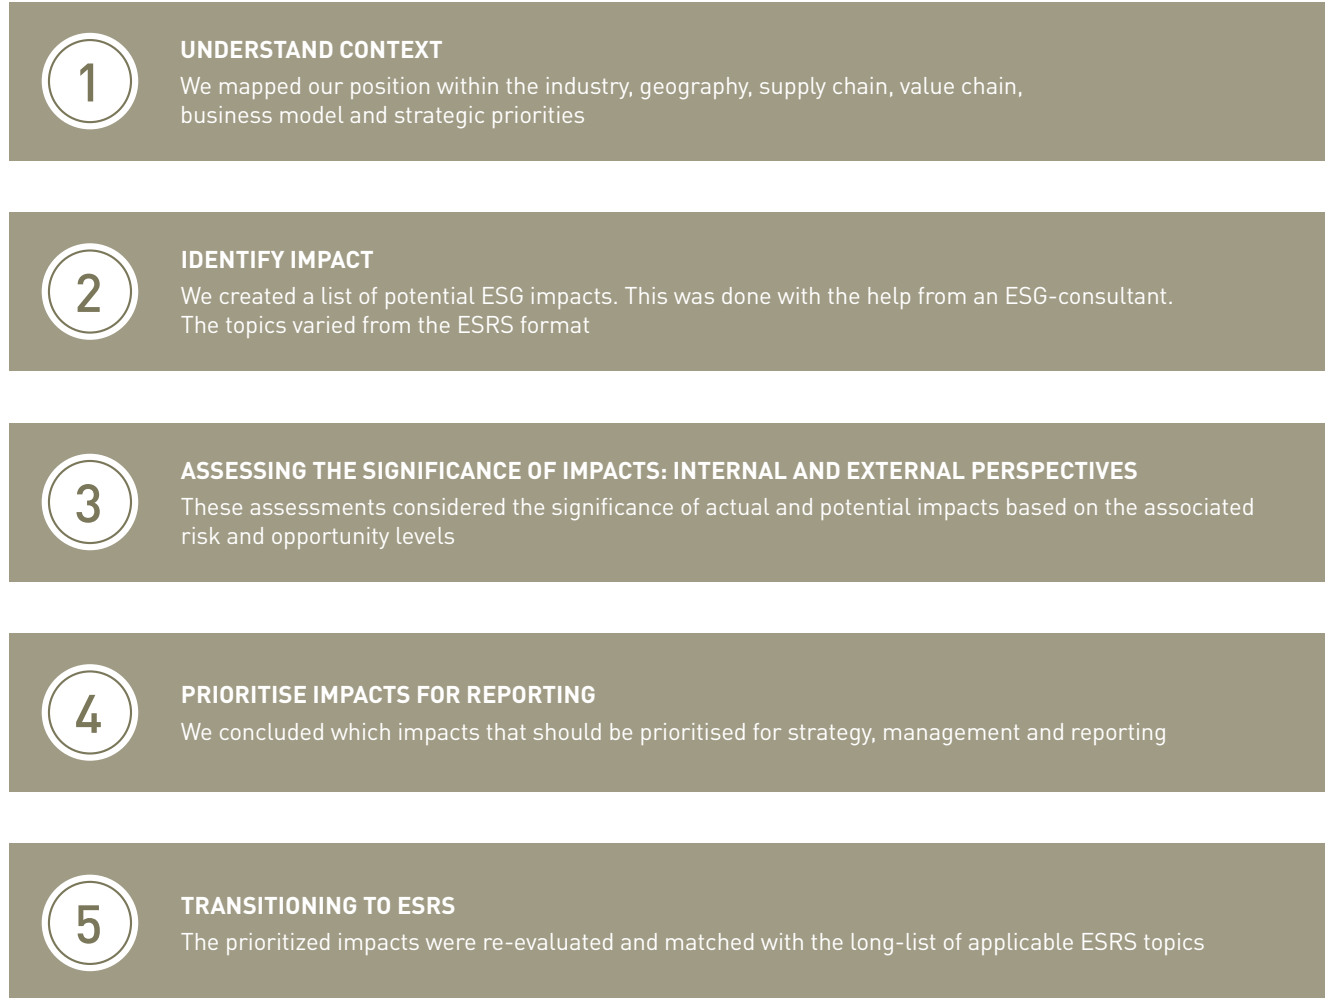 1
UNDERSTAND CONTEXT
We mapped our position within the industry, geography, supply chain, value chain,
business model and strategic priorities
2
IDENTIFY IMPACT
We created a list of potential ESG impacts. This was done with the help from an ESG-consultant.
The topics varied from the ESRS format
3
ASSESSING THE SIGNIFICANCE OF IMPACTS: INTERNAL AND EXTERNAL PERSPECTIVES
These assessments considered the significance of actual and potential impacts based on the associated
risk and opportunity levels
4
PRIORITISE IMPACTS FOR REPORTING
We concluded which impacts that should be prioritised for strategy, management and reporting
5
TRANSITIONING TO ESRS
The prioritized impacts were re-evaluated and matched with the long-list of applicable ESRS topics